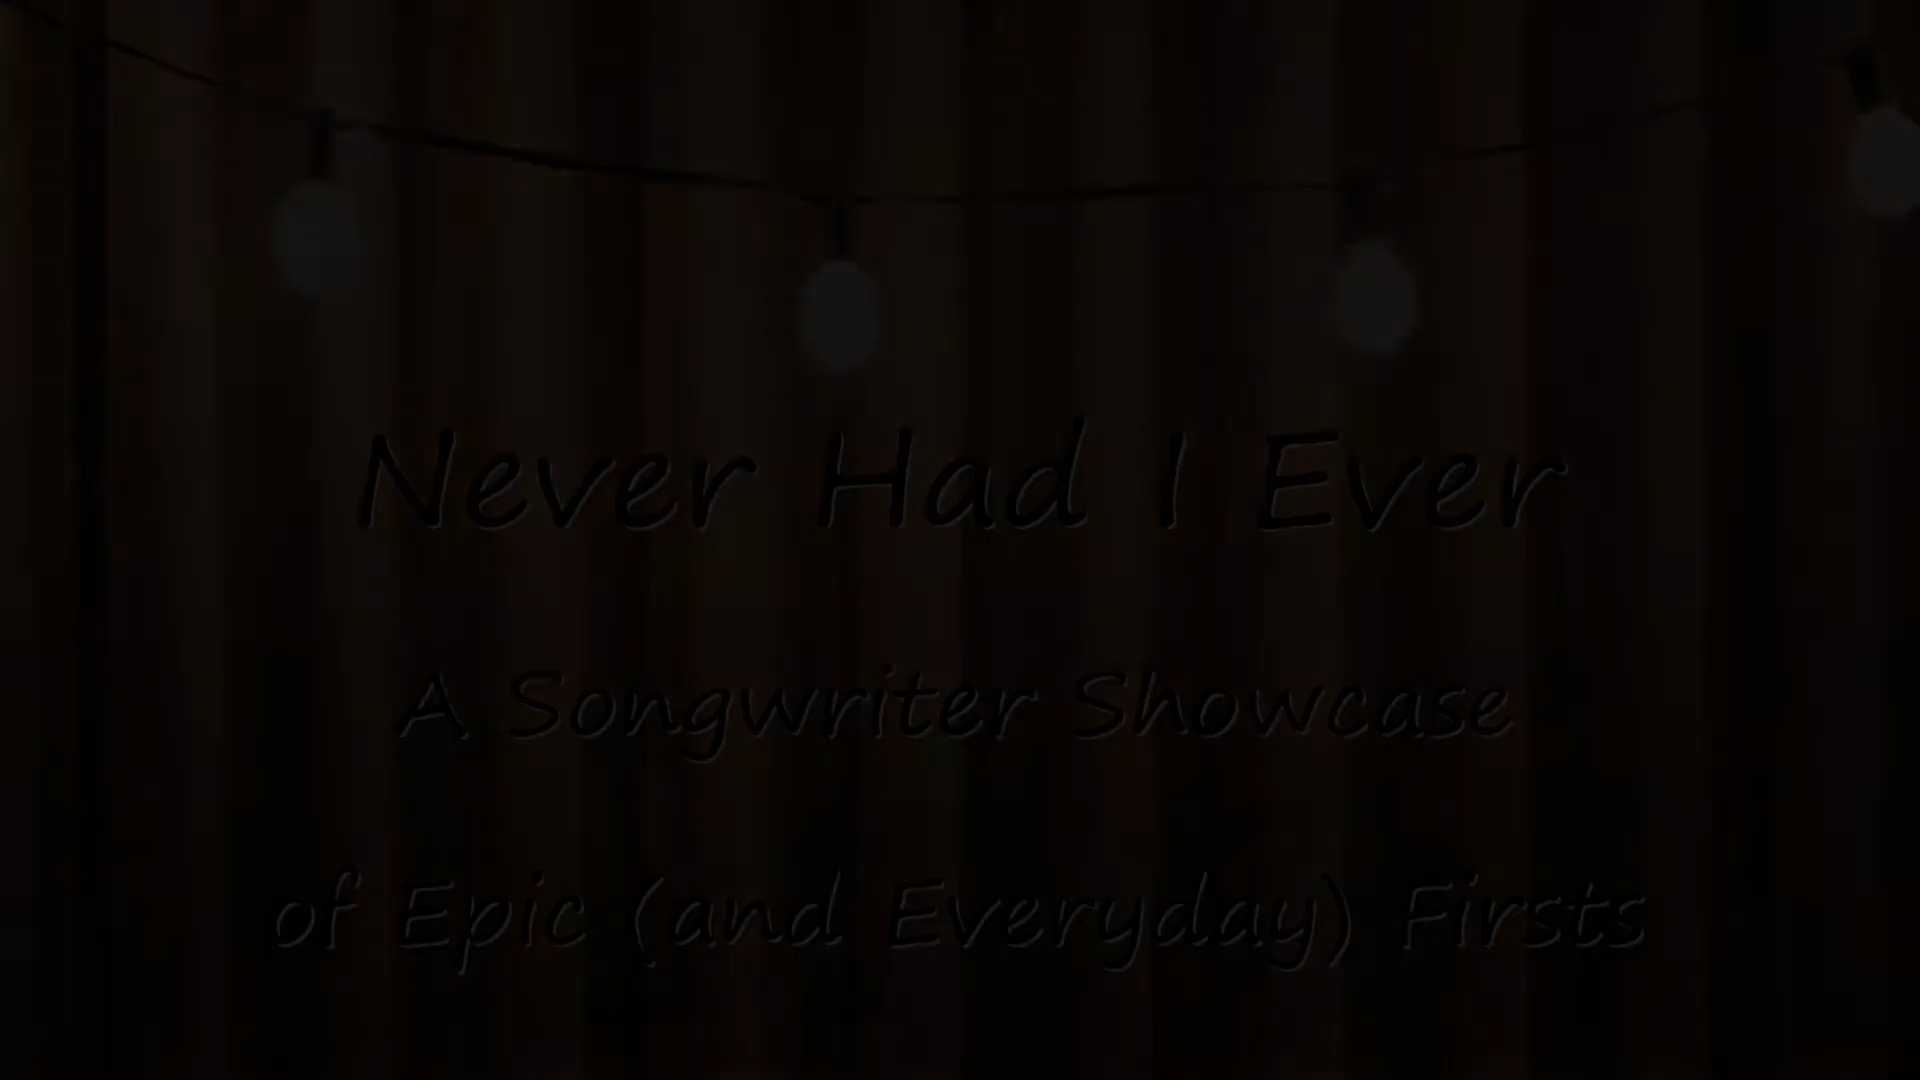 Never Had I Ever
A Songwriter Showcase
of Epic (and Everyday) Firsts